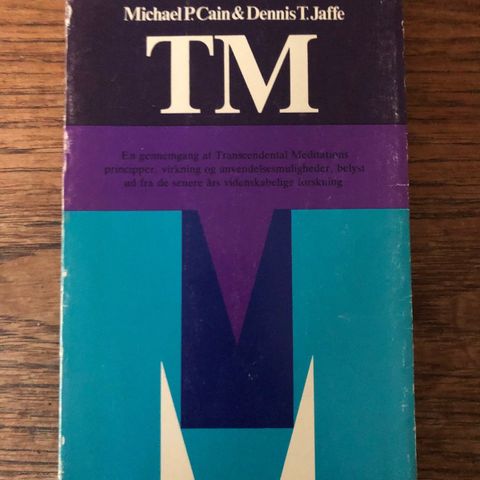 Michael P. Cain & Dennis T. Jaffe
TM
En gennemgang af Transcendental Meditations
principper, virkning og anvendelsesmuligheder, belyst
ud fra de senere års videnskabelige forskning